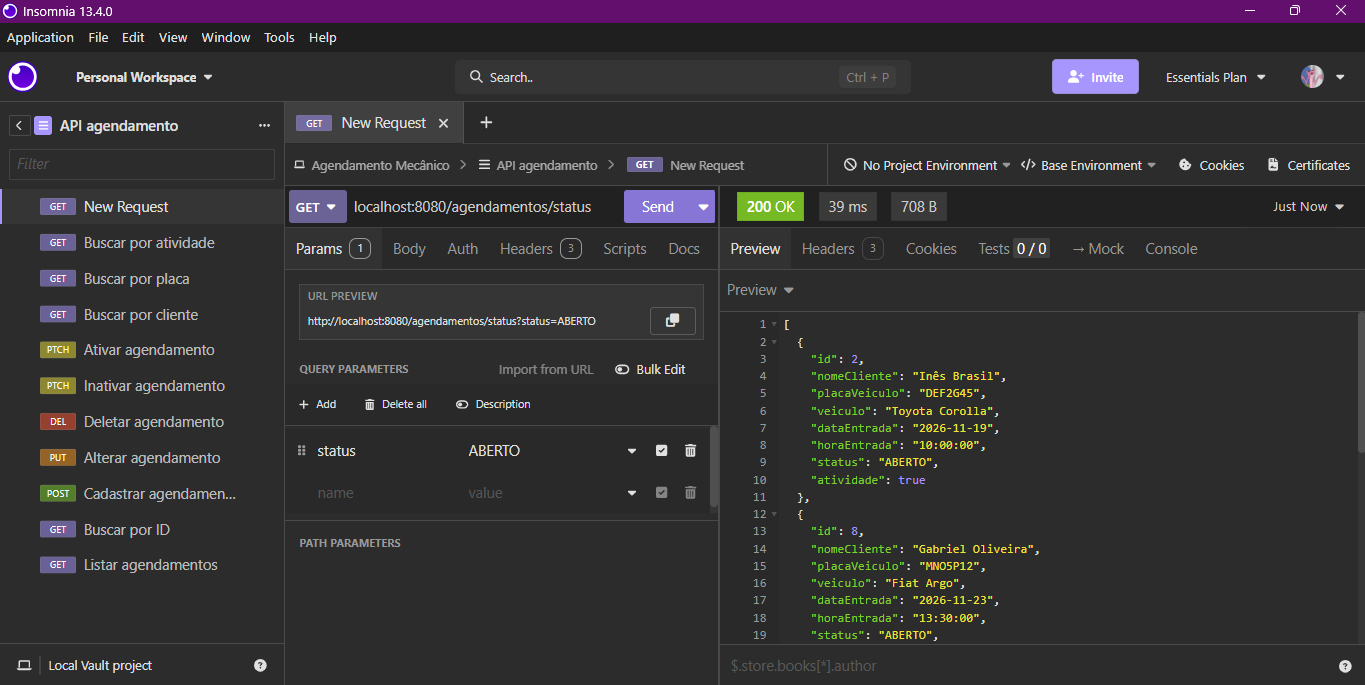 Insomnia 13.4.0
Application File Edit View Window Tools Help
Personal Workspace
Search..
Ctrl + P
Invite
Essentials Plan
API agendamento
GET New Request
Agendamento Mecânico > API agendamento > GET New Request
No Project Environment
</> Base Environment
Cookies
Certificates
Filter
GET New Request
GET Buscar por atividade
GET Buscar por placa
GET Buscar por cliente
PTCH Ativar agendamento
PTCH Inativar agendamento
DEL Deletar agendamento
PUT Alterar agendamento
POST Cadastrar agendamen...
GET Buscar por ID
GET Listar agendamentos
Local Vault project
GET localhost:8080/agendamentos/status Send
Params 1 Body Auth Headers 3 Scripts Docs
URL PREVIEW
http://localhost:8080/agendamentos/status?status=ABERTO
QUERY PARAMETERS Import from URL Bulk Edit
+ Add Delete all Description
status ABERTO
name value
PATH PARAMETERS
200 OK 39 ms 708 B Just Now
Preview Headers 3 Cookies Tests 0 / 0 → Mock Console
Preview
1 [
2 {
3 "id": 2,
4 "nomeCliente": "Inês Brasil",
5 "placaVeiculo": "DEF2G45",
6 "veiculo": "Toyota Corolla",
7 "dataEntrada": "2026-11-19",
8 "horaEntrada": "10:00:00",
9 "status": "ABERTO",
10 "atividade": true
11 },
12 {
13 "id": 8,
14 "nomeCliente": "Gabriel Oliveira",
15 "placaVeiculo": "MNO5P12",
16 "veiculo": "Fiat Argo",
17 "dataEntrada": "2026-11-23",
18 "horaEntrada": "13:30:00",
19 "status": "ABERTO",
$.store.books[*].author